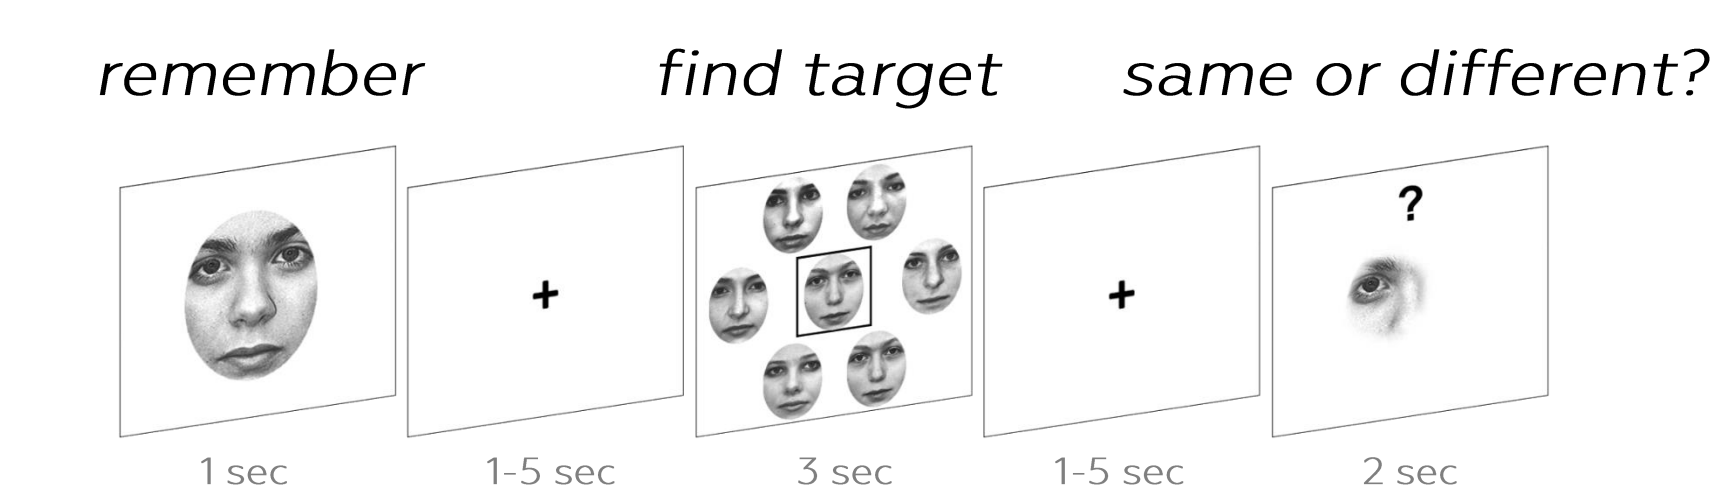 remember find target same or different?
+ + ?
1 sec 1-5 sec 3 sec 1-5 sec 2 sec